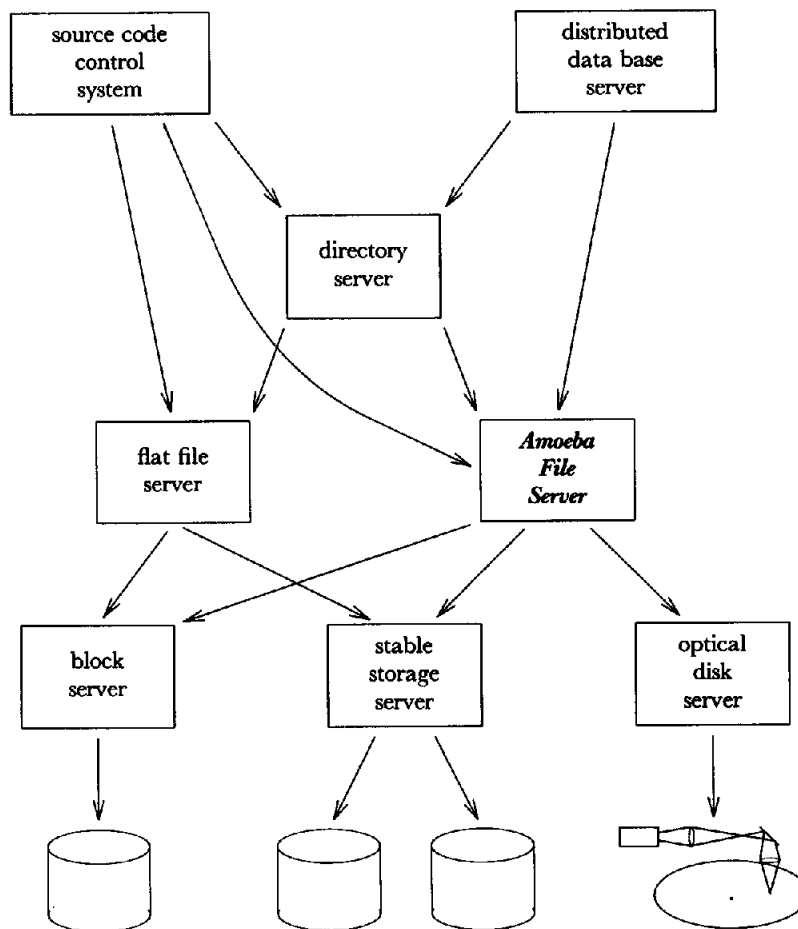 source code
control
system
distributed
data base
server
directory
server
flat file
server
Amoeba
File
Server
block
server
stable
storage
server
optical
disk
server